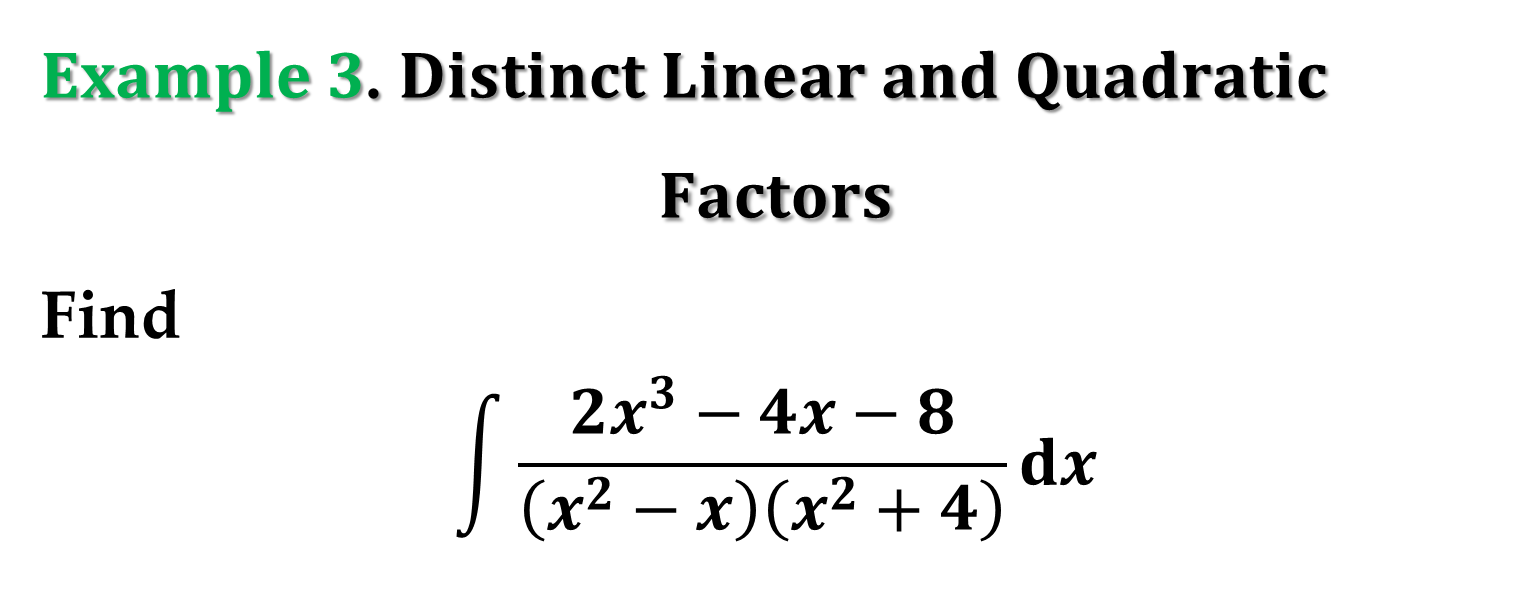 Example 3. Distinct Linear and Quadratic
Factors
Find
∫ (2x³ − 4x − 8) / ((x² − x)(x² + 4)) dx